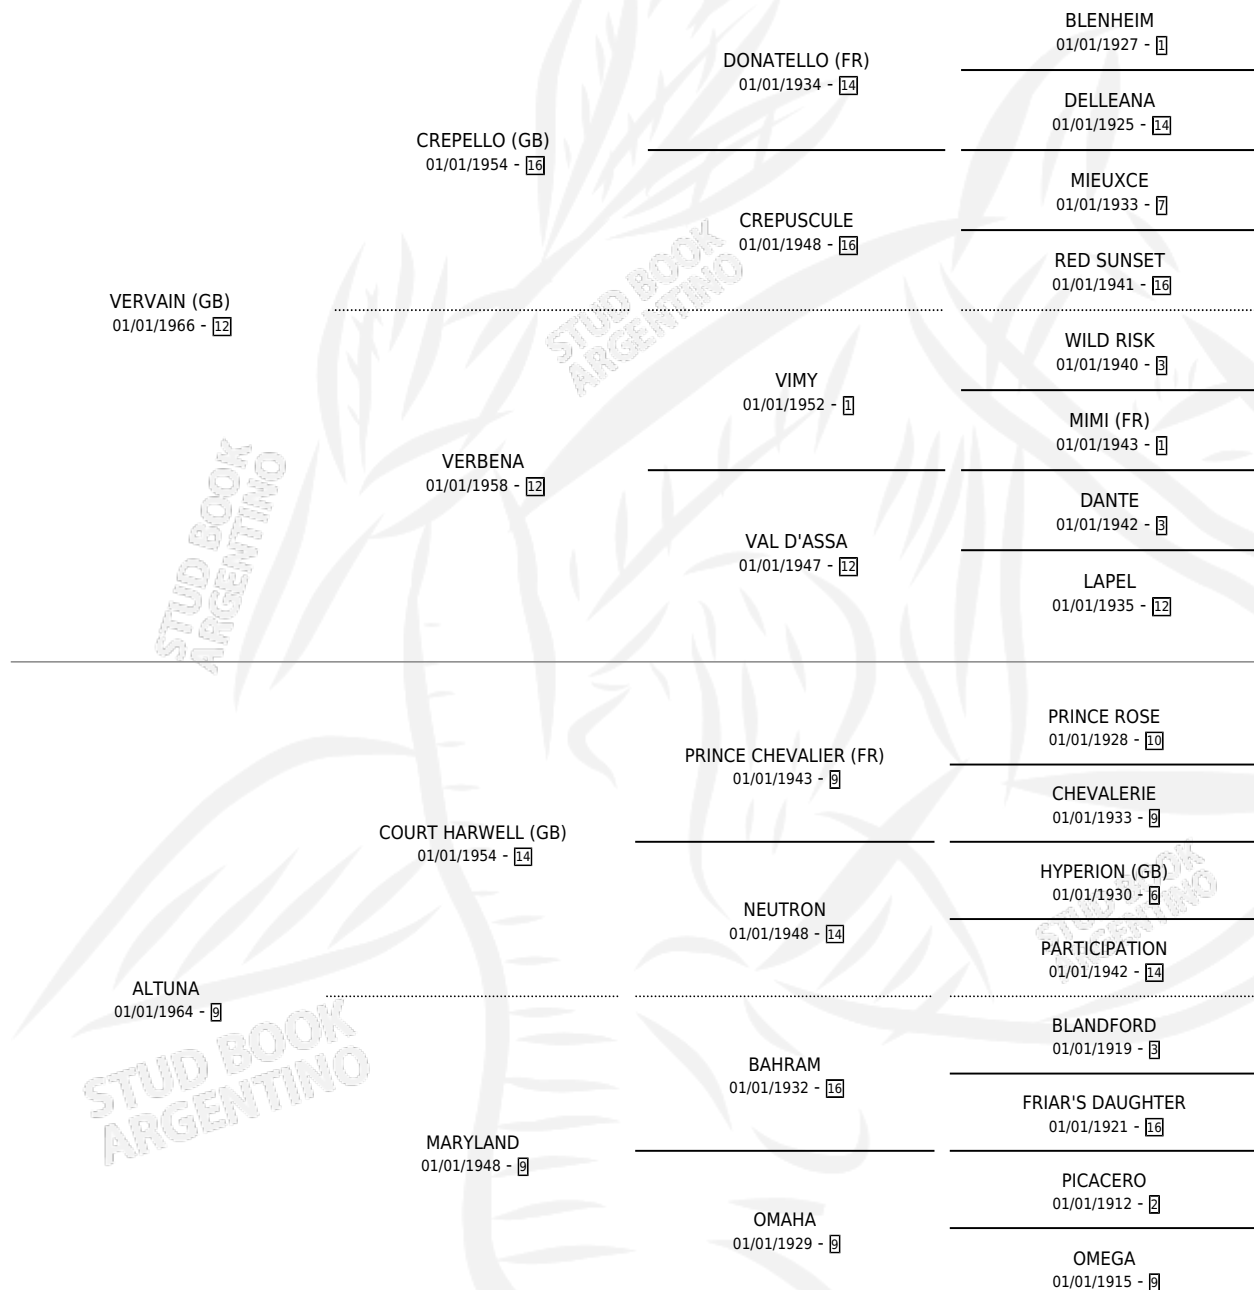 BLENHEIM
01/01/1927 - 1
DONATELLO (FR)
01/01/1934 - 14
DELLEANA
01/01/1925 - 14
CREPELLO (GB)
01/01/1954 - 16
MIEUXCE
01/01/1933 - 7
CREPUSCULE
01/01/1948 - 16
RED SUNSET
01/01/1941 - 16
VERVAIN (GB)
01/01/1966 - 12
WILD RISK
01/01/1940 - 3
VIMY
01/01/1952 - 1
MIMI (FR)
01/01/1943 - 1
VERBENA
01/01/1958 - 12
DANTE
01/01/1942 - 3
VAL D'ASSA
01/01/1947 - 12
LAPEL
01/01/1935 - 12
PRINCE ROSE
01/01/1928 - 10
PRINCE CHEVALIER (FR)
01/01/1943 - 9
CHEVALERIE
01/01/1933 - 9
COURT HARWELL (GB)
01/01/1954 - 14
HYPERION (GB)
01/01/1930 - 6
NEUTRON
01/01/1948 - 14
PARTICIPATION
01/01/1942 - 14
ALTUNA
01/01/1964 - 9
BLANDFORD
01/01/1919 - 3
BAHRAM
01/01/1932 - 16
FRIAR'S DAUGHTER
01/01/1921 - 16
MARYLAND
01/01/1948 - 9
PICACERO
01/01/1912 - 2
OMAHA
01/01/1929 - 9
OMEGA
01/01/1915 - 9
STUD BOOK
ARGENTINO
STUD BOOK
ARGENTINO
STUD BOOK
ARGENTINO
STUD BOOK
ARGENTINO